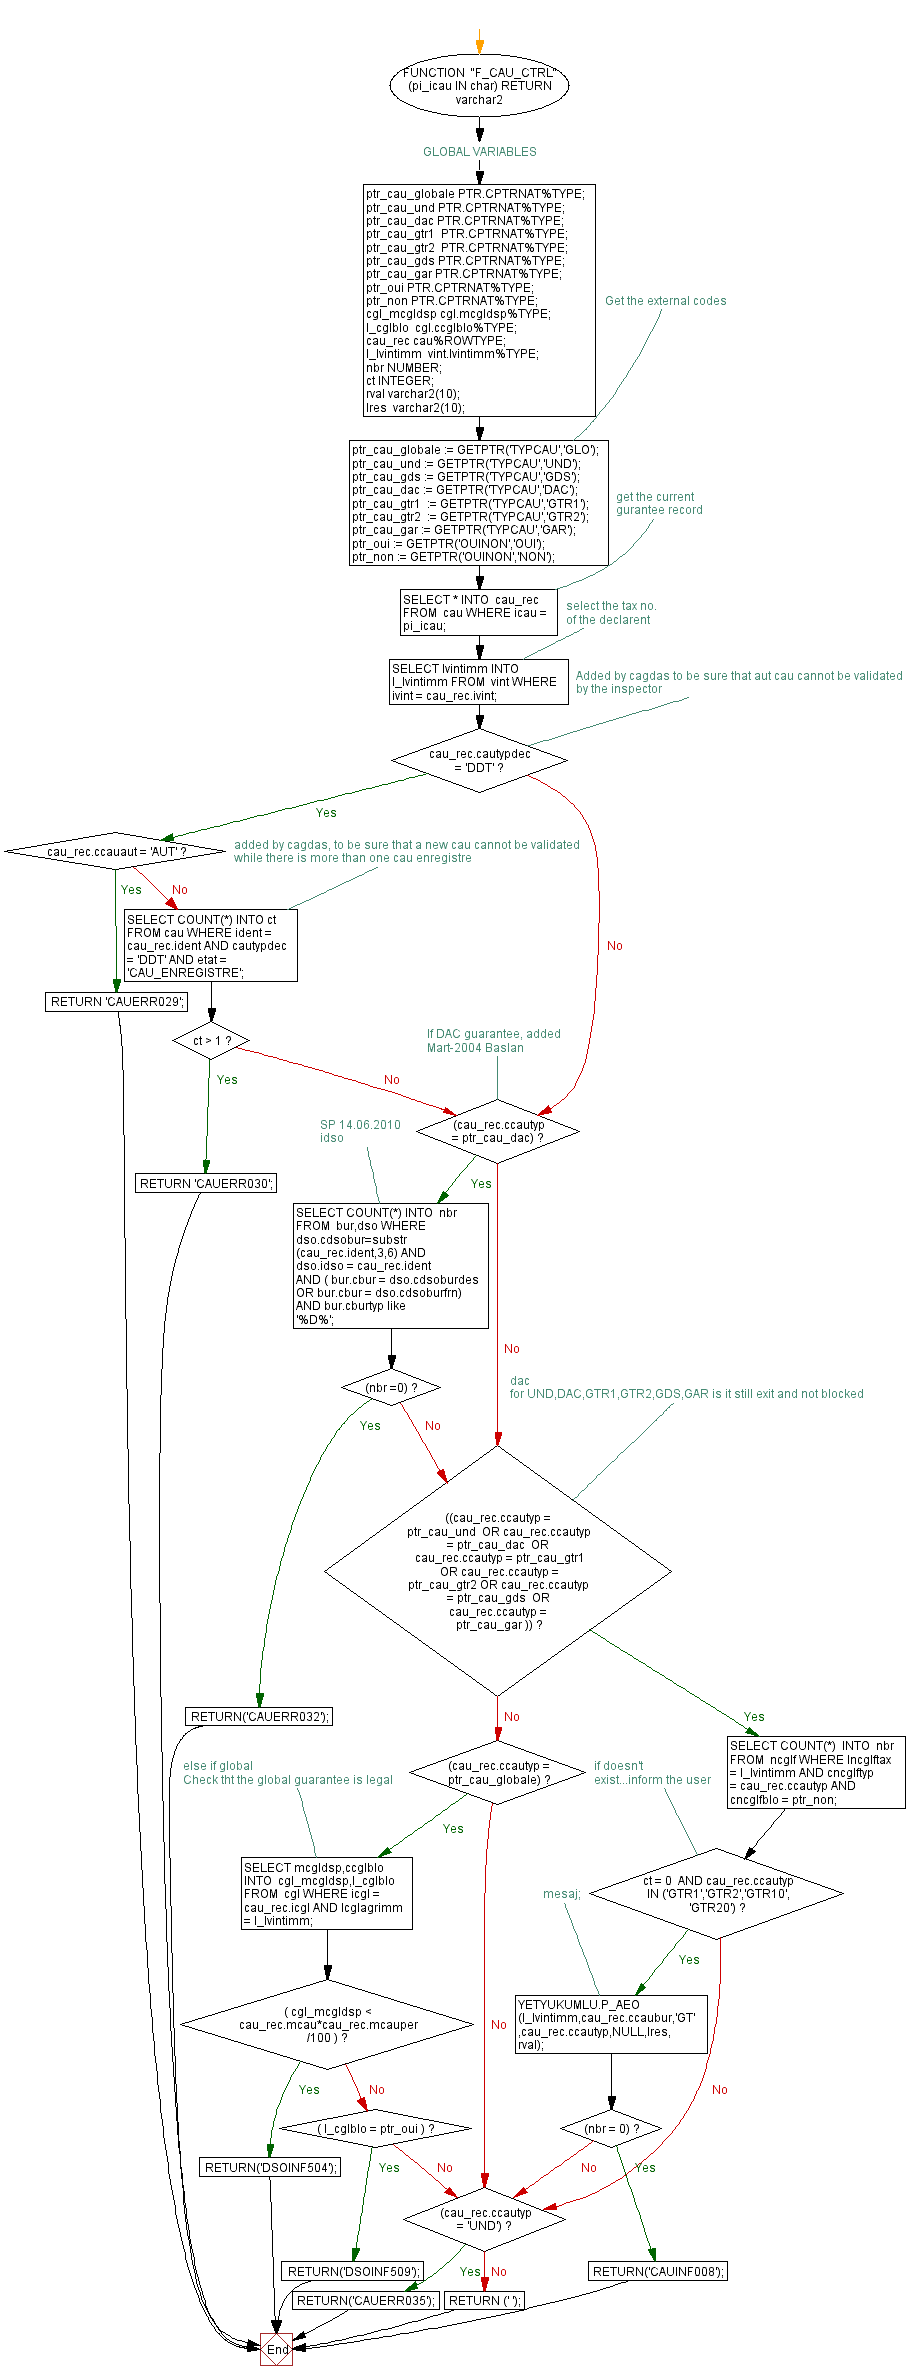 FUNCTION "F_CAU_CTRL"
(pi_icau IN char) RETURN
varchar2
GLOBAL VARIABLES
ptr_cau_globale PTR.CPTRNAT%TYPE;
ptr_cau_und PTR.CPTRNAT%TYPE;
ptr_cau_dac PTR.CPTRNAT%TYPE;
ptr_cau_gtr1 PTR.CPTRNAT%TYPE;
ptr_cau_gtr2 PTR.CPTRNAT%TYPE;
ptr_cau_gds PTR.CPTRNAT%TYPE;
ptr_cau_gar PTR.CPTRNAT%TYPE;
ptr_oui PTR.CPTRNAT%TYPE;
ptr_non PTR.CPTRNAT%TYPE;
cgl_mcgldsp cgl.mcgldsp%TYPE;
l_cglblo cgl.ccglblo%TYPE;
cau_rec cau%ROWTYPE;
l_lvintimm vint.lvintimm%TYPE;
nbr NUMBER;
ct INTEGER;
rval varchar2(10);
lres varchar2(10);
Get the external codes
ptr_cau_globale := GETPTR('TYPCAU','GLO');
ptr_cau_und := GETPTR('TYPCAU','UND');
ptr_cau_gds := GETPTR('TYPCAU','GDS');
ptr_cau_dac := GETPTR('TYPCAU','DAC');
ptr_cau_gtr1 := GETPTR('TYPCAU','GTR1');
ptr_cau_gtr2 := GETPTR('TYPCAU','GTR2');
ptr_cau_gar := GETPTR('TYPCAU','GAR');
ptr_oui := GETPTR('OUINON','OUI');
ptr_non := GETPTR('OUINON','NON');
get the current
gurantee record
SELECT * INTO cau_rec
FROM cau WHERE icau =
pi_icau;
select the tax no.
of the declarent
SELECT lvintimm INTO
l_lvintimm FROM vint WHERE
ivint = cau_rec.ivint;
Added by cagdas to be sure that aut cau cannot be validated
by the inspector
cau_rec.cautypdec
= 'DDT' ?
Yes
No
cau_rec.ccauaut = 'AUT' ?
added by cagdas, to be sure that a new cau cannot be validated
while there is more than one cau enregistre
Yes
No
SELECT COUNT(*) INTO ct
FROM cau WHERE ident =
cau_rec.ident AND cautypdec
= 'DDT' AND etat =
'CAU_ENREGISTRE';
RETURN 'CAUERR029';
ct > 1 ?
Yes
No
If DAC guarantee, added
Mart-2004 Baslan
(cau_rec.ccautyp
= ptr_cau_dac) ?
SP 14.06.2010
idso
RETURN 'CAUERR030';
Yes
No
SELECT COUNT(*) INTO nbr
FROM bur,dso WHERE
dso.cdsobur=substr
(cau_rec.ident,3,6) AND
dso.idso = cau_rec.ident
AND ( bur.cbur = dso.cdsoburdes
OR bur.cbur = dso.cdsoburfrn)
AND bur.cburtyp like
'%D%';
(nbr =0) ?
Yes
No
dac
for UND,DAC,GTR1,GTR2,GDS,GAR is it still exit and not blocked
((cau_rec.ccautyp =
ptr_cau_und OR cau_rec.ccautyp
= ptr_cau_dac OR
cau_rec.ccautyp = ptr_cau_gtr1
OR cau_rec.ccautyp =
ptr_cau_gtr2 OR cau_rec.ccautyp
= ptr_cau_gds OR
cau_rec.ccautyp =
ptr_cau_gar )) ?
RETURN('CAUERR032');
No
Yes
SELECT COUNT(*) INTO nbr
FROM ncglf WHERE lncglftax
= l_lvintimm AND cncglftyp
= cau_rec.ccautyp AND
cncglfblo = ptr_non;
else if global
Check tht the global guarantee is legal
(cau_rec.ccautyp =
ptr_cau_globale) ?
if doesn't
exist...inform the user
Yes
No
SELECT mcgldsp,ccglblo
INTO cgl_mcgldsp,l_cglblo
FROM cgl WHERE icgl =
cau_rec.icgl AND lcglagrimm
= l_lvintimm;
ct = 0 AND cau_rec.ccautyp
IN ('GTR1','GTR2','GTR10',
'GTR20') ?
mesaj;
Yes
No
( cgl_mcgldsp <
cau_rec.mcau*cau_rec.mcauper
/100 ) ?
YETYUKUMLU.P_AEO
(l_lvintimm,cau_rec.ccaubur,'GT'
,cau_rec.ccautyp,NULL,lres,
rval);
Yes
No
( l_cglblo = ptr_oui ) ?
(nbr = 0) ?
RETURN('DSOINF504');
Yes
No
No
Yes
(cau_rec.ccautyp
= 'UND') ?
RETURN('DSOINF509');
Yes
No
RETURN('CAUINF008');
RETURN('CAUERR035');
RETURN (' ');
End